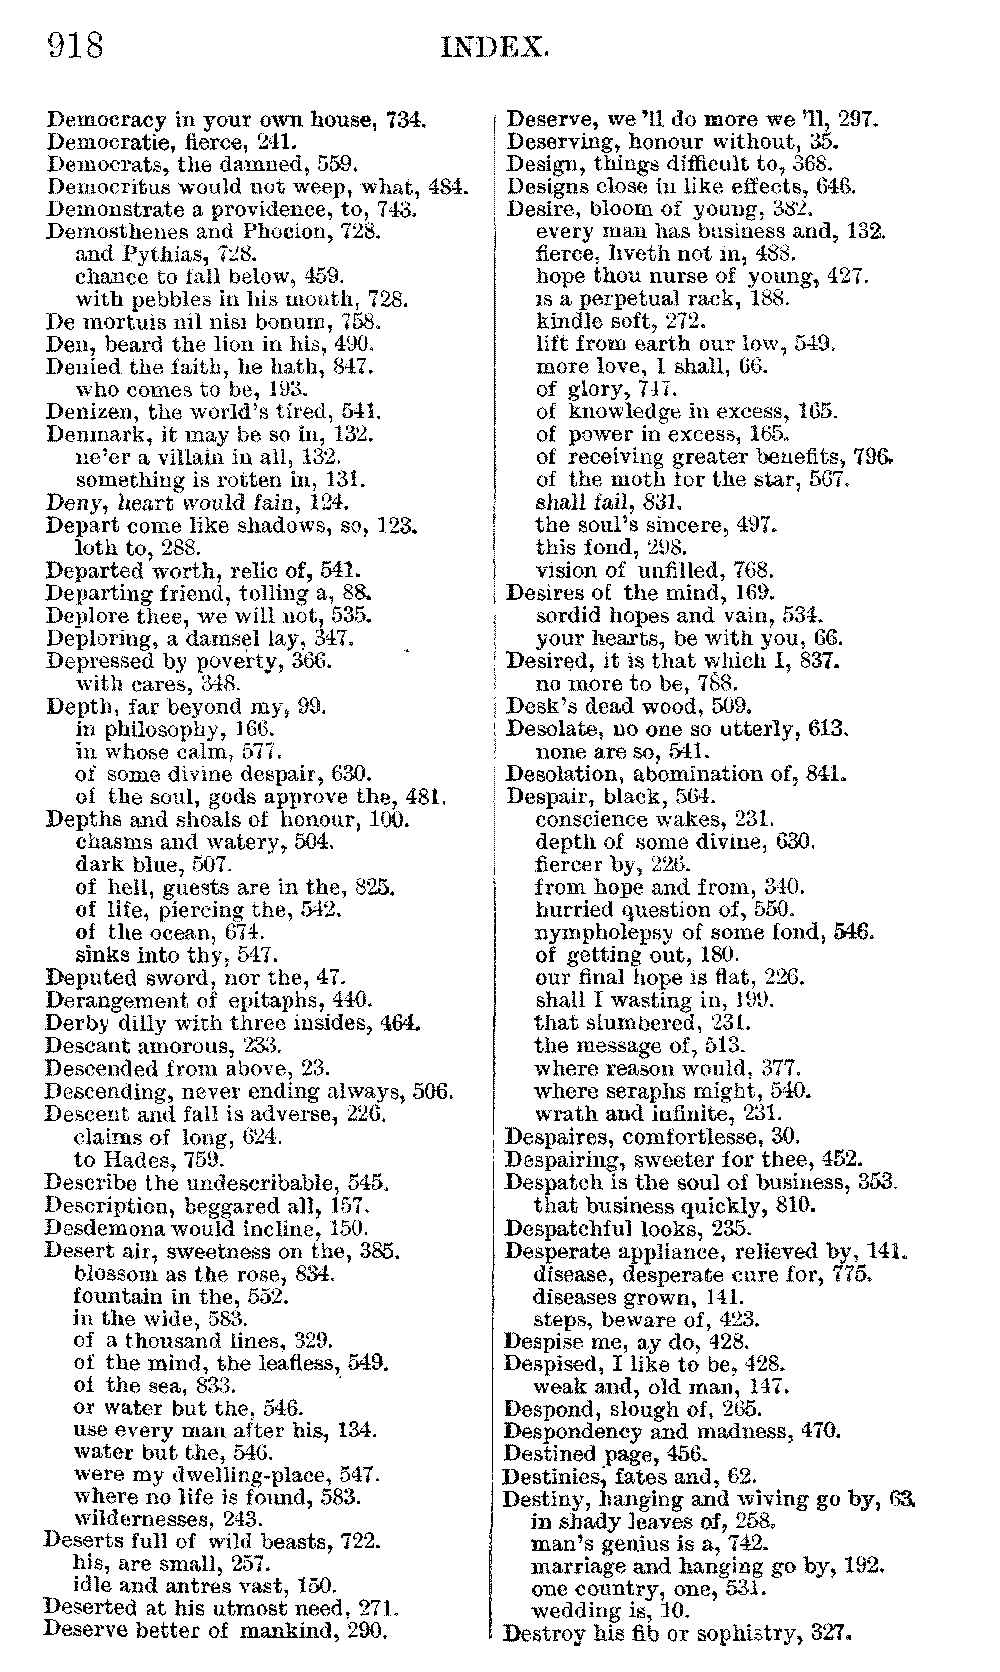 918
INDEX.
Democracy in your own house, 734.
Democratie, fierce, 241.
Democrats, the damned, 559.
Democritus would not weep, what, 484.
Demonstrate a providence, to, 743.
Demosthenes and Phocion, 728.
and Pythias, 728.
chance to fall below, 459.
with pebbles in his mouth, 728.
De mortuis nil nisi bonum, 758.
Den, beard the lion in his, 490.
Denied the faith, he hath, 847.
who comes to be, 193.
Denizen, the world's tired, 541.
Denmark, it may be so in, 132.
ne'er a villain in all, 132.
something is rotten in, 131.
Deny, heart would fain, 124.
Depart come like shadows, so, 123.
loth to, 288.
Departed worth, relic of, 541.
Departing friend, tolling a, 88.
Deplore thee, we will not, 535.
Deploring, a damsel lay, 347.
Depressed by poverty, 366.
with cares, 348.
Depth, far beyond my, 99.
in philosophy, 166.
in whose calm, 577.
of some divine despair, 630.
of the soul, gods approve the, 481.
Depths and shoals of honour, 100.
chasms and watery, 504.
dark blue, 507.
of hell, guests are in the, 825.
of life, piercing the, 542.
of the ocean, 674.
sinks into thy, 547.
Deputed sword, nor the, 47.
Derangement of epitaphs, 440.
Derby dilly with three insides, 464.
Descant amorous, 233.
Descended from above, 23.
Descending, never ending always, 506.
Descent and fall is adverse, 226.
claims of long, 624.
to Hades, 759.
Describe the undescribable, 545.
Description, beggared all, 157.
Desdemona would incline, 150.
Desert air, sweetness on the, 385.
blossom as the rose, 834.
fountain in the, 552.
in the wide, 583.
of a thousand lines, 329.
of the mind, the leafless, 549.
of the sea, 833.
or water but the, 546.
use every man after his, 134.
water but the, 546.
were my dwelling-place, 547.
where no life is found, 583.
wildernesses, 243.
Deserts full of wild beasts, 722.
his, are small, 257.
idle and antres vast, 150.
Deserted at his utmost need, 271.
Deserve better of mankind, 290.
Deserve, we 'll do more we 'll, 297.
Deserving, honour without, 35.
Design, things difficult to, 368.
Designs close in like effects, 646.
Desire, bloom of young, 382.
every man has business and, 132.
fierce, liveth not in, 488.
hope thou nurse of young, 427.
is a perpetual rack, 188.
kindle soft, 272.
lift from earth our low, 549.
more love, I shall, 66.
of glory, 747.
of knowledge in excess, 165.
of power in excess, 165.
of receiving greater benefits, 796.
of the moth for the star, 567.
shall fail, 831.
the soul's sincere, 497.
this fond, 298.
vision of unfilled, 768.
Desires of the mind, 169.
sordid hopes and vain, 534.
your hearts, be with you, 66.
Desired, it is that which I, 837.
no more to be, 788.
Desk's dead wood, 509.
Desolate, no one so utterly, 613.
none are so, 541.
Desolation, abomination of, 841.
Despair, black, 564.
conscience wakes, 231.
depth of some divine, 630.
fiercer by, 226.
from hope and from, 340.
hurried question of, 550.
nympholepsy of some fond, 546.
of getting out, 180.
our final hope is flat, 226.
shall I wasting in, 199.
that slumbered, 231.
the message of, 513.
where reason would, 377.
where seraphs might, 540.
wrath and infinite, 231.
Despaires, comfortlesse, 30.
Despairing, sweeter for thee, 452.
Despatch is the soul of business, 353.
that business quickly, 810.
Despatchful looks, 235.
Desperate appliance, relieved by, 141.
disease, desperate cure for, 775.
diseases grown, 141.
steps, beware of, 423.
Despise me, ay do, 428.
Despised, I like to be, 428.
weak and, old man, 147.
Despond, slough of, 265.
Despondency and madness, 470.
Destined page, 456.
Destinies, fates and, 62.
Destiny, hanging and wiving go by, 63.
in shady leaves of, 258.
man's genius is a, 742.
marriage and hanging go by, 192.
one country, one, 531.
wedding is, 10.
Destroy his fib or sophistry, 327.